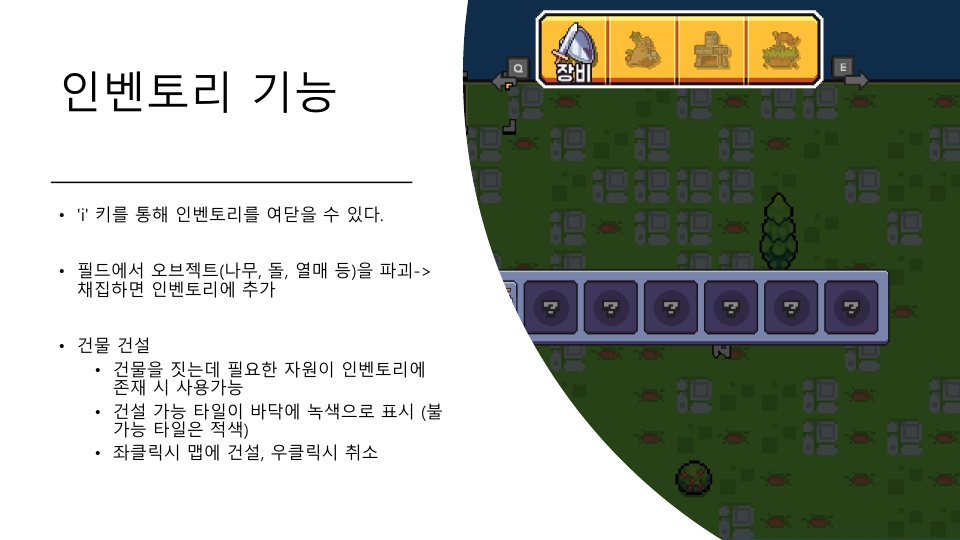 인벤토리 기능
• 'i' 키를 통해 인벤토리를 여닫을 수 있다.
• 필드에서 오브젝트(나무, 돌, 열매 등)을 파괴->
채집하면 인벤토리에 추가
• 건물 건설
• 건물을 짓는데 필요한 자원이 인벤토리에
존재 시 사용가능
• 건설 가능 타일이 바닥에 녹색으로 표시 (불
가능 타일은 적색)
• 좌클릭시 맵에 건설, 우클릭시 취소
Q
장비
E
? ? ? ? ? ?